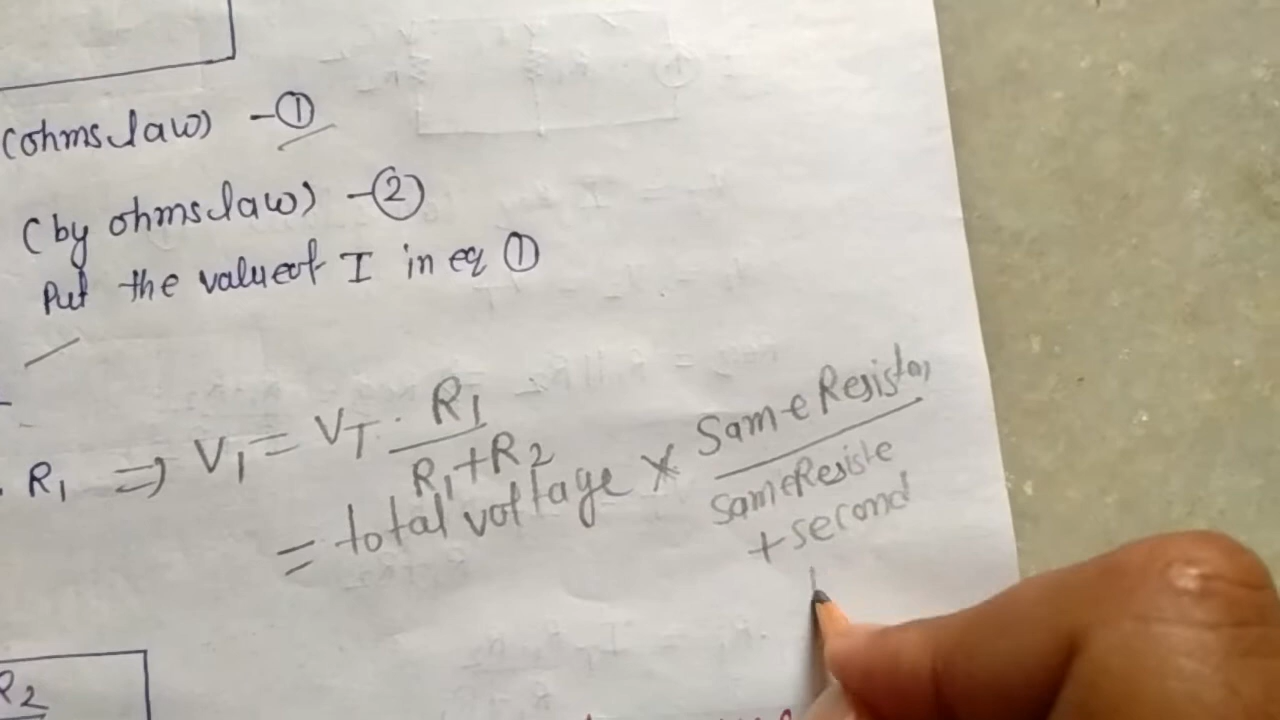 (ohms law) -①
(by ohms law) -②
Put the value of I in eq ①
. R₁ ⇒ V₁ = V_T · R₁ / R₁+R₂
= total voltage × Same Resistor / Same Resiste
+ second
R2